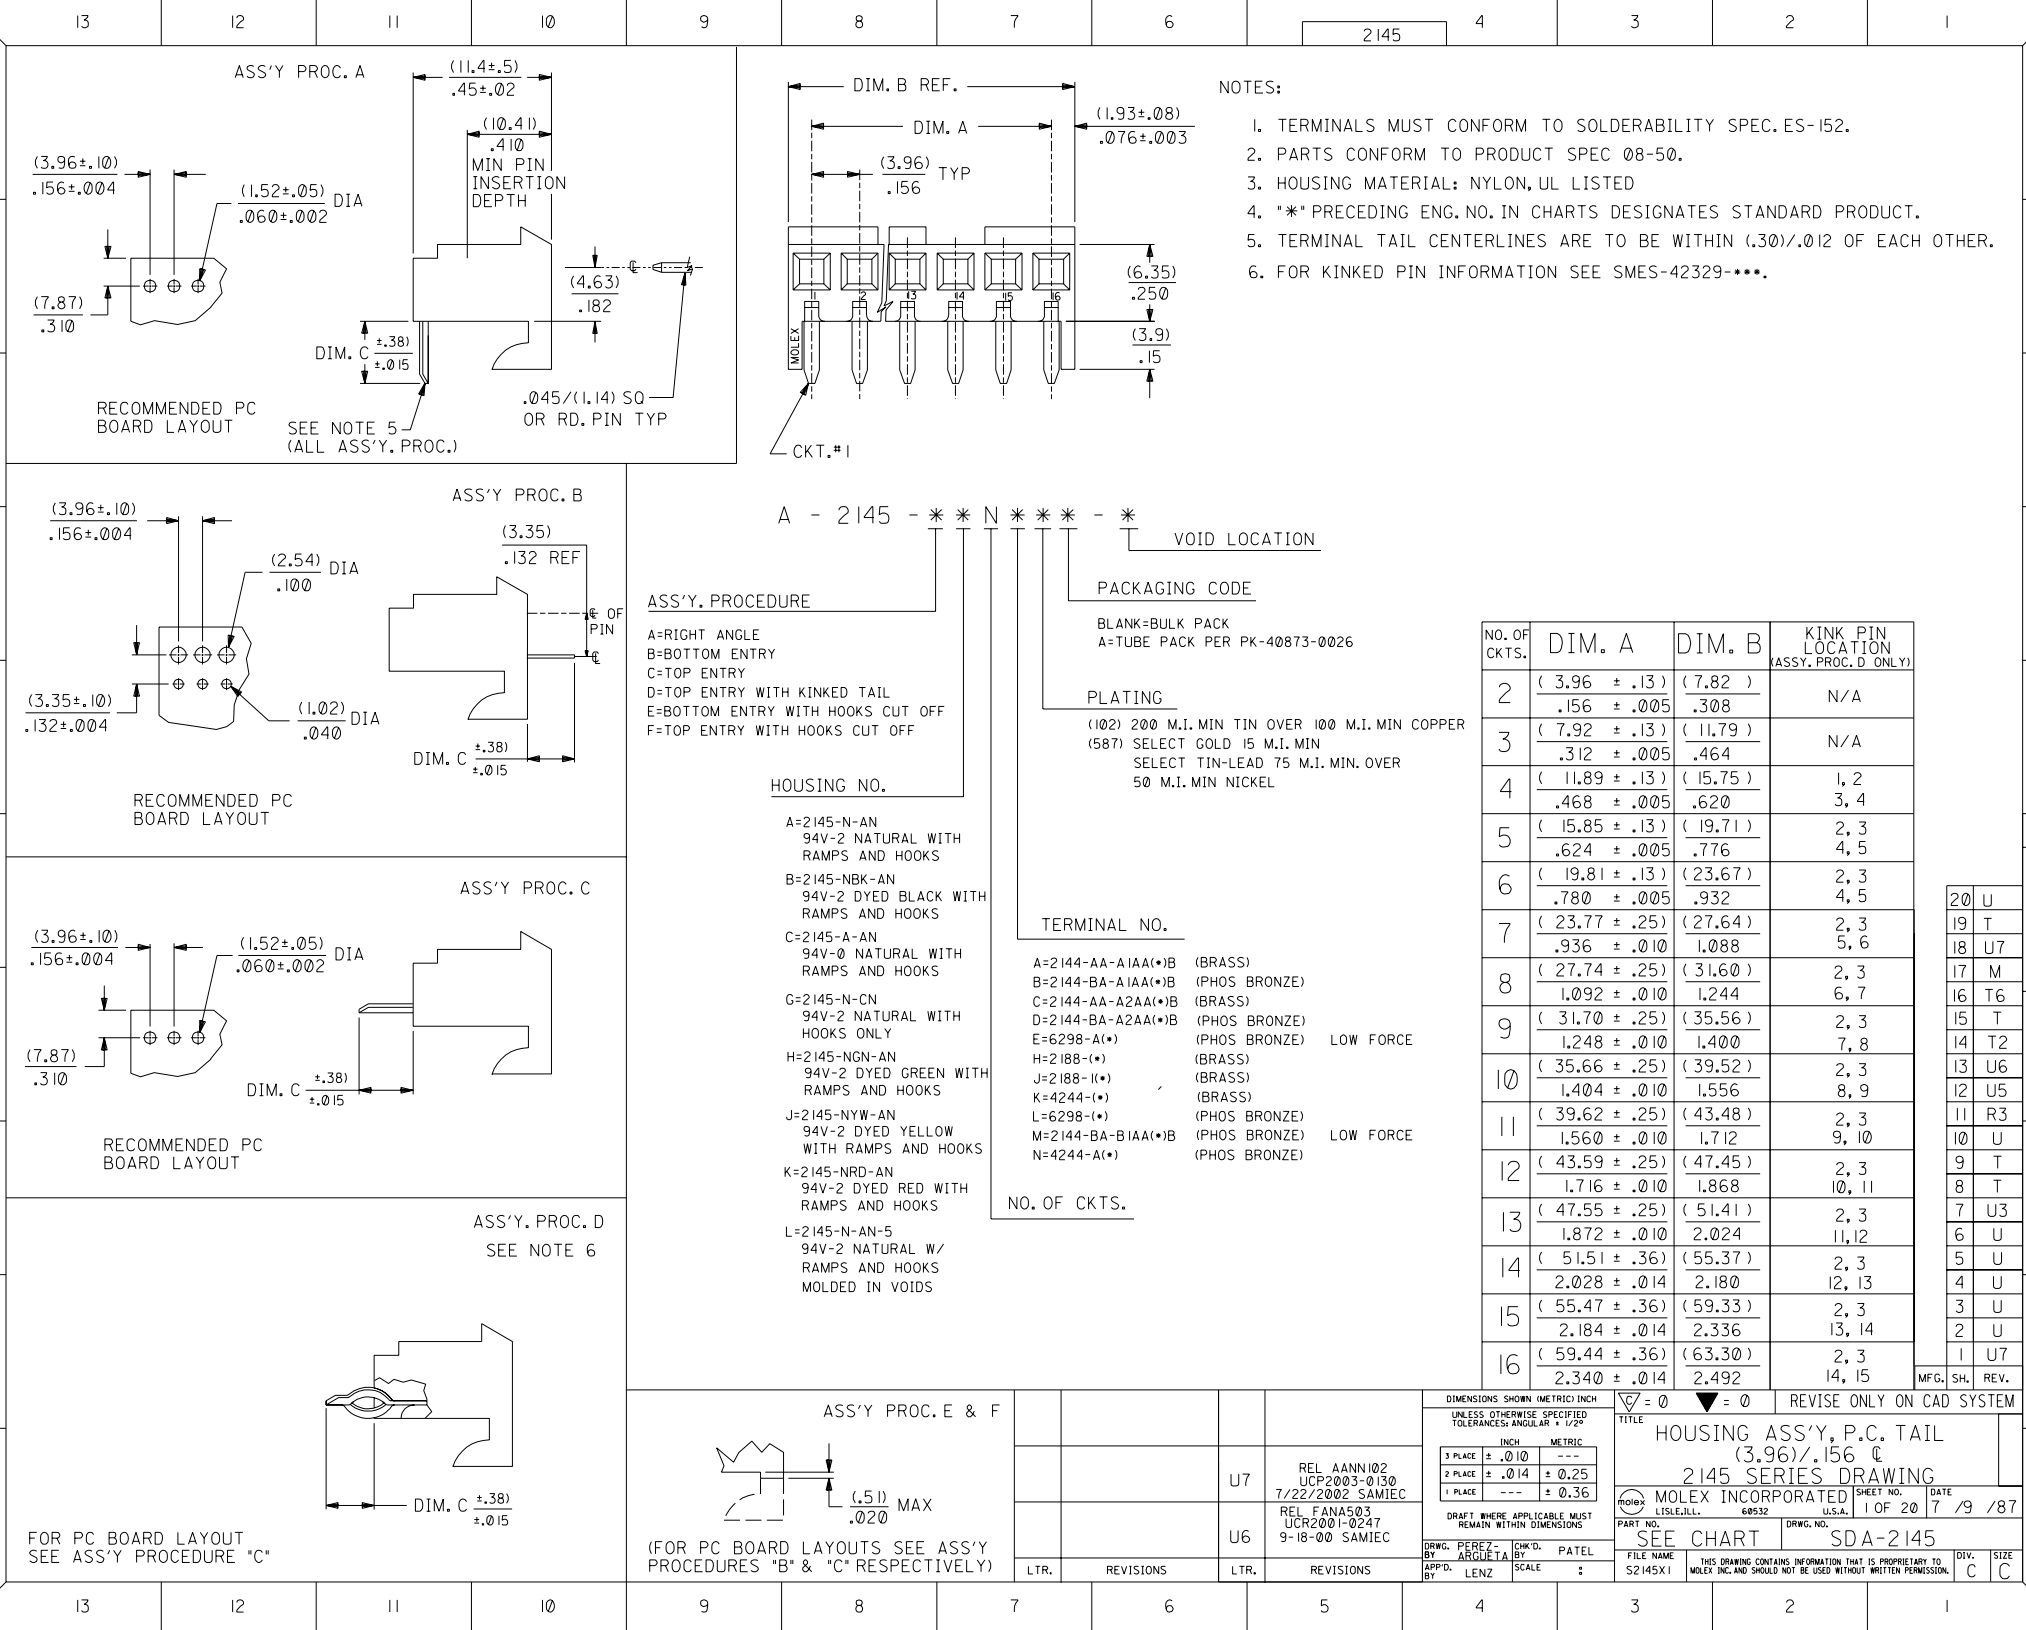 13 12 11 10 9 8 7 6 4 3 2 1
2145
ASS'Y PROC. A
(11.4±.5)
.45±.02
(10.41)
.410
MIN PIN
INSERTION
DEPTH
(3.96±.10)
.156±.004
(1.52±.05) DIA
.060±.002
(7.87)
.310
(4.63)
.182
DIM. C ±.38)
±.015
.045/(1.14) SQ
OR RD. PIN TYP
RECOMMENDED PC
BOARD LAYOUT
SEE NOTE 5
(ALL ASS'Y. PROC.)
DIM. B REF.
DIM. A
(1.93±.08)
.076±.003
(3.96) TYP
.156
1 2 13 14 15 16
MOLEX
(6.35)
.250
(3.9)
.15
CKT.#1
NOTES:
1. TERMINALS MUST CONFORM TO SOLDERABILITY SPEC. ES-152.
2. PARTS CONFORM TO PRODUCT SPEC 08-50.
3. HOUSING MATERIAL: NYLON, UL LISTED
4. "*" PRECEDING ENG. NO. IN CHARTS DESIGNATES STANDARD PRODUCT.
5. TERMINAL TAIL CENTERLINES ARE TO BE WITHIN (.30)/.012 OF EACH OTHER.
6. FOR KINKED PIN INFORMATION SEE SMES-42329-***.
ASS'Y PROC. B
(3.96±.10)
.156±.004
(2.54) DIA
.100
(3.35)
.132 REF
℄ OF
PIN
℄
(3.35±.10)
.132±.004
(1.02) DIA
.040
DIM. C ±.38)
±.015
RECOMMENDED PC
BOARD LAYOUT
ASS'Y PROC. C
(3.96±.10)
.156±.004
(1.52±.05) DIA
.060±.002
(7.87)
.310
DIM. C ±.38)
±.015
RECOMMENDED PC
BOARD LAYOUT
ASS'Y. PROC. D
SEE NOTE 6
DIM. C ±.38)
±.015
FOR PC BOARD LAYOUT
SEE ASS'Y PROCEDURE "C"
A - 2145 - * * N * * * - *
VOID LOCATION
PACKAGING CODE
BLANK=BULK PACK
A=TUBE PACK PER PK-40873-0026
PLATING
(102) 200 M.I. MIN TIN OVER 100 M.I. MIN COPPER
(587) SELECT GOLD 15 M.I. MIN
SELECT TIN-LEAD 75 M.I. MIN. OVER
50 M.I. MIN NICKEL
ASS'Y. PROCEDURE
A=RIGHT ANGLE
B=BOTTOM ENTRY
C=TOP ENTRY
D=TOP ENTRY WITH KINKED TAIL
E=BOTTOM ENTRY WITH HOOKS CUT OFF
F=TOP ENTRY WITH HOOKS CUT OFF
HOUSING NO.
A=2145-N-AN
94V-2 NATURAL WITH
RAMPS AND HOOKS
B=2145-NBK-AN
94V-2 DYED BLACK WITH
RAMPS AND HOOKS
C=2145-A-AN
94V-0 NATURAL WITH
RAMPS AND HOOKS
G=2145-N-CN
94V-2 NATURAL WITH
HOOKS ONLY
H=2145-NGN-AN
94V-2 DYED GREEN WITH
RAMPS AND HOOKS
J=2145-NYW-AN
94V-2 DYED YELLOW
WITH RAMPS AND HOOKS
K=2145-NRD-AN
94V-2 DYED RED WITH
RAMPS AND HOOKS
L=2145-N-AN-5
94V-2 NATURAL W/
RAMPS AND HOOKS
MOLDED IN VOIDS
TERMINAL NO.
A=2144-AA-A1AA(*)B (BRASS)
B=2144-BA-A1AA(*)B (PHOS BRONZE)
C=2144-AA-A2AA(*)B (BRASS)
D=2144-BA-A2AA(*)B (PHOS BRONZE)
E=6298-A(*) (PHOS BRONZE) LOW FORCE
H=2188-(*) (BRASS)
J=2188-1(*) (BRASS)
K=4244-(*) (BRASS)
L=6298-(*) (PHOS BRONZE)
M=2144-BA-B1AA(*)B (PHOS BRONZE) LOW FORCE
N=4244-A(*) (PHOS BRONZE)
NO. OF CKTS.
NO. OF CKTS. DIM. A DIM. B KINK PIN LOCATION (ASSY. PROC. D ONLY)
2 (3.96 ± .13) (7.82) N/A
.156 ± .005 .308
3 (7.92 ± .13) (11.79) N/A
.312 ± .005 .464
4 (11.89 ± .13) (15.75) 1, 2
.468 ± .005 .620 3, 4
5 (15.85 ± .13) (19.71) 2, 3
.624 ± .005 .776 4, 5
6 (19.81 ± .13) (23.67) 2, 3
.780 ± .005 .932 4, 5
7 (23.77 ± .25) (27.64) 2, 3
.936 ± .010 1.088 5, 6
8 (27.74 ± .25) (31.60) 2, 3
1.092 ± .010 1.244 6, 7
9 (31.70 ± .25) (35.56) 2, 3
1.248 ± .010 1.400 7, 8
10 (35.66 ± .25) (39.52) 2, 3
1.404 ± .010 1.556 8, 9
11 (39.62 ± .25) (43.48) 2, 3
1.560 ± .010 1.712 9, 10
12 (43.59 ± .25) (47.45) 2, 3
1.716 ± .010 1.868 10, 11
13 (47.55 ± .25) (51.41) 2, 3
1.872 ± .010 2.024 11,12
14 (51.51 ± .36) (55.37) 2, 3
2.028 ± .014 2.180 12, 13
15 (55.47 ± .36) (59.33) 2, 3
2.184 ± .014 2.336 13, 14
16 (59.44 ± .36) (63.30) 2, 3
2.340 ± .014 2.492 14, 15
20 U
19 T
18 U7
17 M
16 T6
15 T
14 T2
13 U6
12 U5
11 R3
10 U
9 T
8 T
7 U3
6 U
5 U
4 U
3 U
2 U
1 U7
MFG. SH. REV.
ASS'Y PROC. E & F
(.51) MAX
.020
(FOR PC BOARD LAYOUTS SEE ASS'Y
PROCEDURES "B" & "C" RESPECTIVELY)
U7 REL AANN102
UCP2003-0130
7/22/2002 SAMIEC
U6 REL FANA503
UCR2001-0247
9-18-00 SAMIEC
LTR. REVISIONS LTR. REVISIONS
DIMENSIONS SHOWN (METRIC) INCH
UNLESS OTHERWISE SPECIFIED
TOLERANCES: ANGULAR ± 1/2°
INCH METRIC
3 PLACE ± .010 ---
2 PLACE ± .014 ± 0.25
1 PLACE --- ± 0.36
DRAFT WHERE APPLICABLE MUST
REMAIN WITHIN DIMENSIONS
DRWG. BY PEREZ-ARGUETA CHK'D. BY PATEL
APP'D. BY LENZ SCALE :
C = 0 ▼ = 0 REVISE ONLY ON CAD SYSTEM
TITLE
HOUSING ASS'Y, P.C. TAIL
(3.96)/.156 ℄
2145 SERIES DRAWING
molex MOLEX INCORPORATED
LISLE,ILL. 60532 U.S.A.
SHEET NO. 1 OF 20 DATE 7 /9 /87
PART NO. SEE CHART DRWG. NO. SDA-2145
FILE NAME S2145X1
THIS DRAWING CONTAINS INFORMATION THAT IS PROPRIETARY TO
MOLEX INC. AND SHOULD NOT BE USED WITHOUT WRITTEN PERMISSION.
DIV. C SIZE C
13 12 11 10 9 8 7 6 5 4 3 2 1